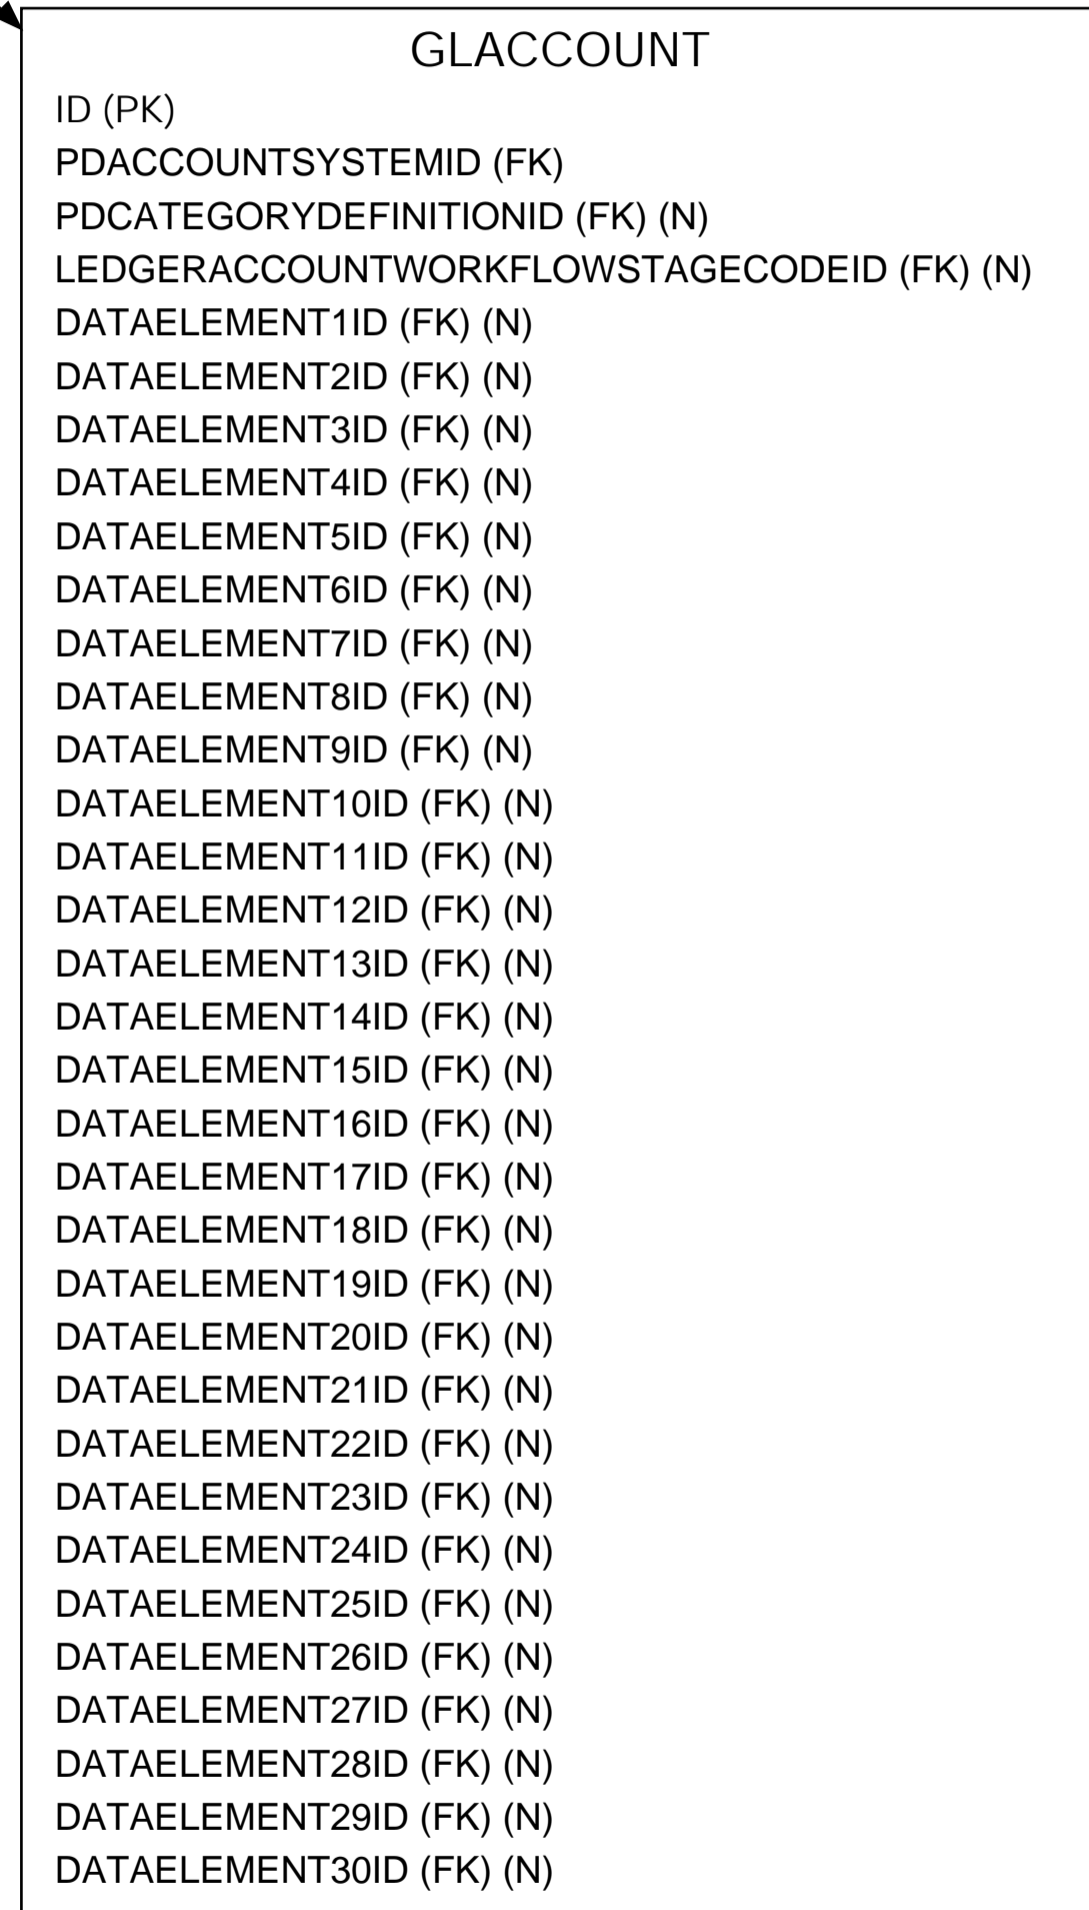 GLACCOUNT
ID (PK)
PDACCOUNTSYSTEMID (FK)
PDCATEGORYDEFINITIONID (FK) (N)
LEDGERACCOUNTWORKFLOWSTAGECODEID (FK) (N)
DATAELEMENT1ID (FK) (N)
DATAELEMENT2ID (FK) (N)
DATAELEMENT3ID (FK) (N)
DATAELEMENT4ID (FK) (N)
DATAELEMENT5ID (FK) (N)
DATAELEMENT6ID (FK) (N)
DATAELEMENT7ID (FK) (N)
DATAELEMENT8ID (FK) (N)
DATAELEMENT9ID (FK) (N)
DATAELEMENT10ID (FK) (N)
DATAELEMENT11ID (FK) (N)
DATAELEMENT12ID (FK) (N)
DATAELEMENT13ID (FK) (N)
DATAELEMENT14ID (FK) (N)
DATAELEMENT15ID (FK) (N)
DATAELEMENT16ID (FK) (N)
DATAELEMENT17ID (FK) (N)
DATAELEMENT18ID (FK) (N)
DATAELEMENT19ID (FK) (N)
DATAELEMENT20ID (FK) (N)
DATAELEMENT21ID (FK) (N)
DATAELEMENT22ID (FK) (N)
DATAELEMENT23ID (FK) (N)
DATAELEMENT24ID (FK) (N)
DATAELEMENT25ID (FK) (N)
DATAELEMENT26ID (FK) (N)
DATAELEMENT27ID (FK) (N)
DATAELEMENT28ID (FK) (N)
DATAELEMENT29ID (FK) (N)
DATAELEMENT30ID (FK) (N)